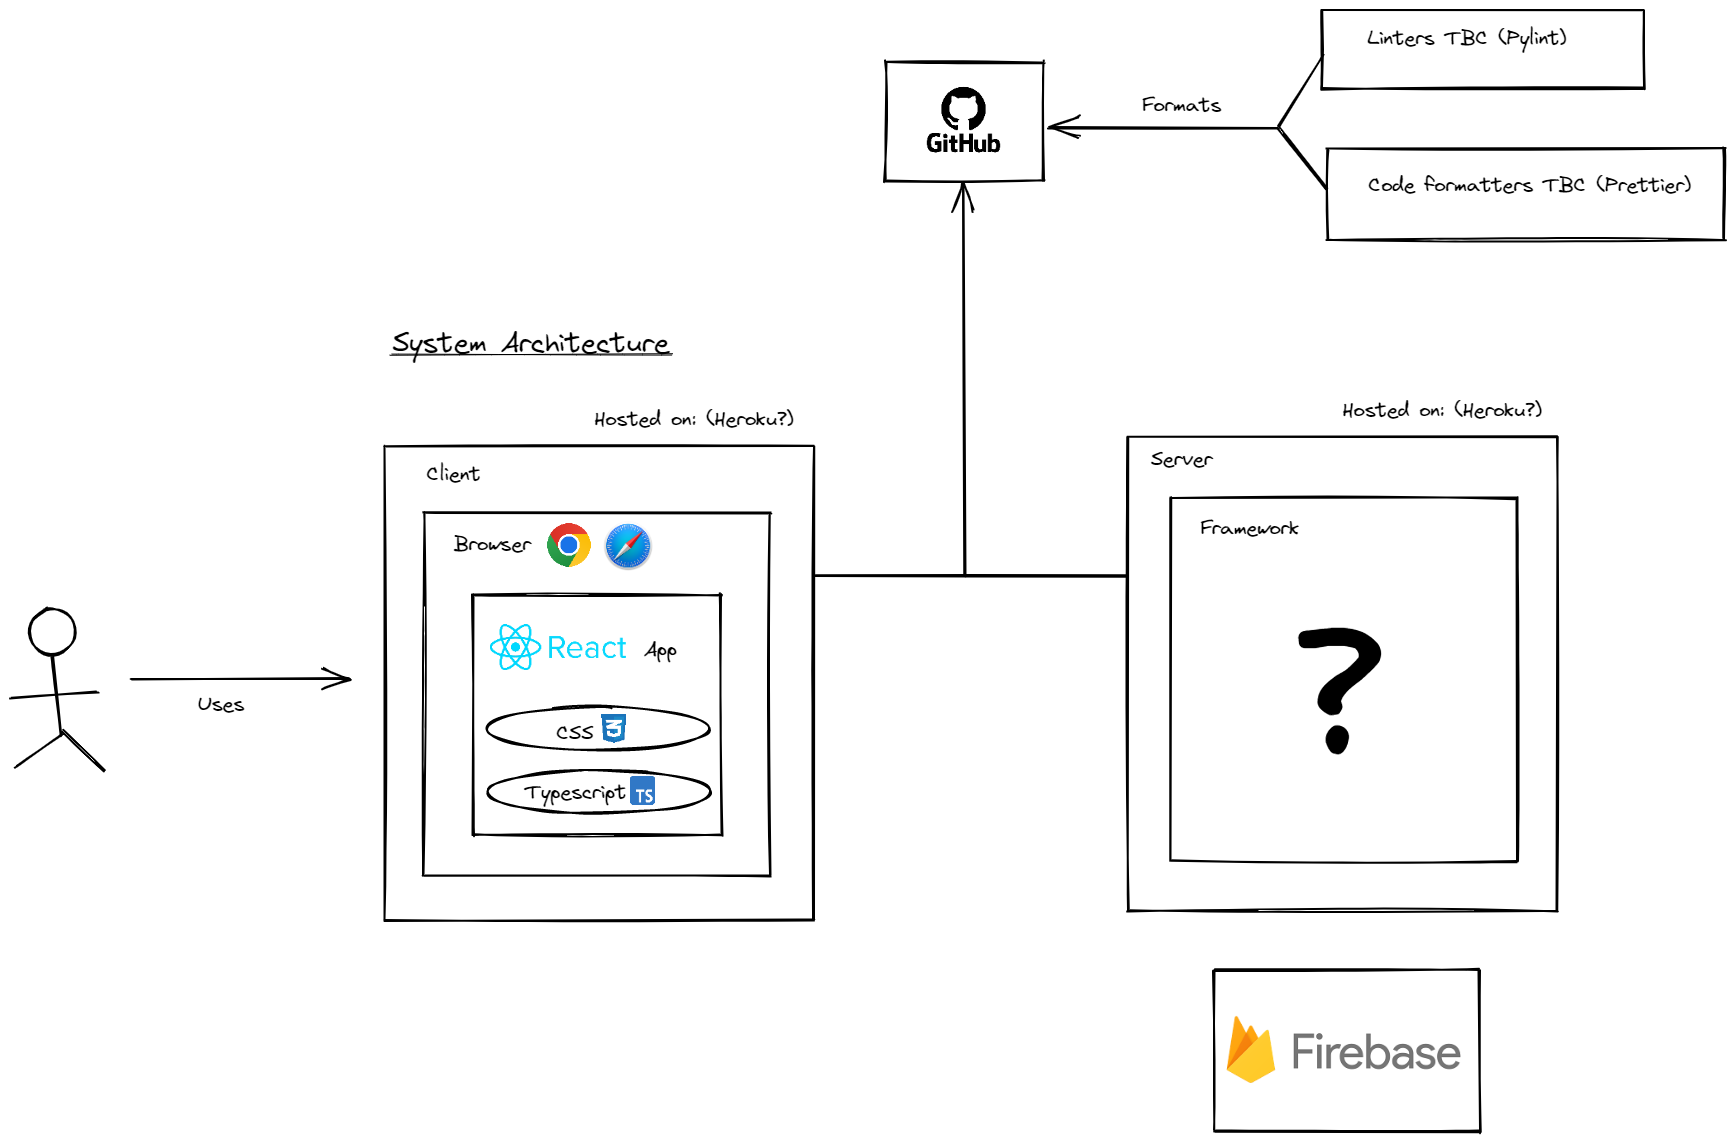 Linters TBC (Pylint)
GitHub
Formats
Code formatters TBC (Prettier)
System Architecture
Hosted on: (Heroku?)
Hosted on: (Heroku?)
Client
Server
Browser
Framework
React App
?
Uses
CSS
Typescript TS
Firebase